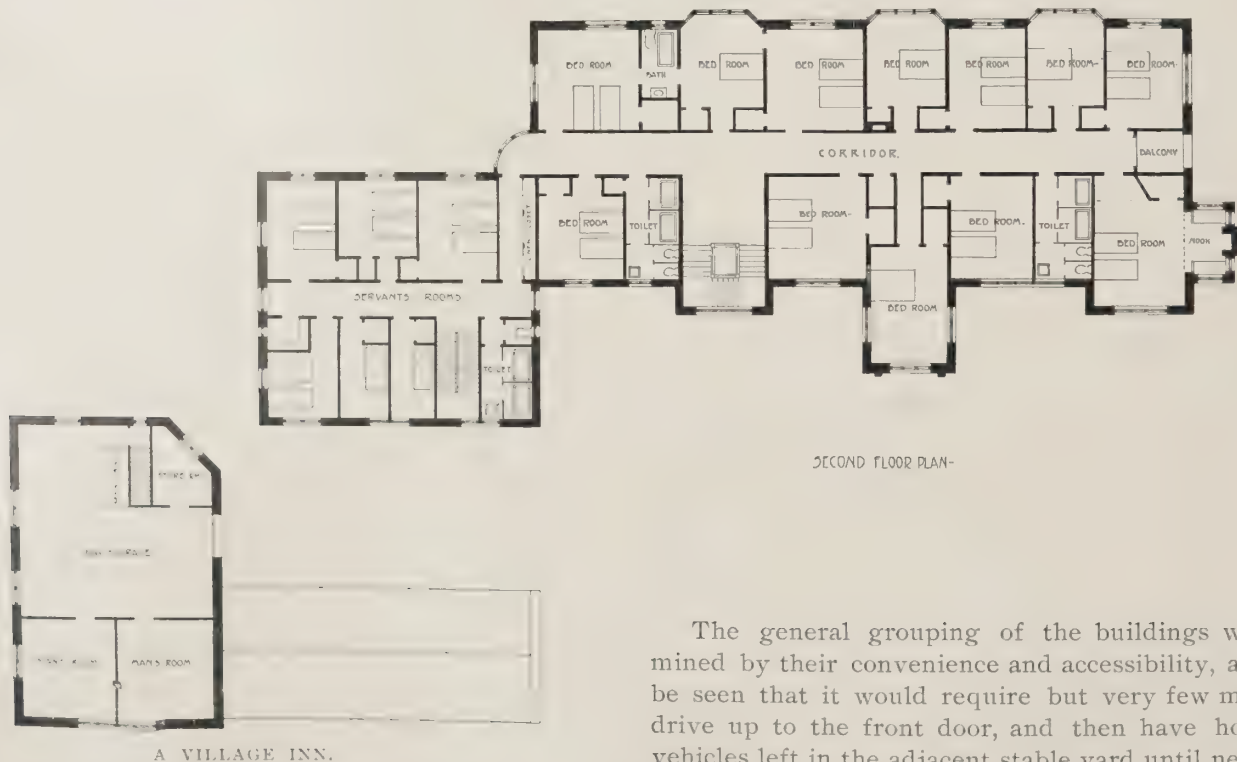 BED ROOM
BATH
BED ROOM
BED ROOM
BED ROOM
BED ROOM
BED ROOM-
BED ROOM-
CORRIDOR.
BALCONY
BED ROOM
TOILET
BED ROOM-
BED ROOM.
TOILET
BED ROOM
NOOK
BED ROOM
SERVANTS ROOMS
TOILET
SECOND FLOOR PLAN-
STORE RM.
MAN'S ROOM
A VILLAGE INN.
The general grouping of the buildings w
mined by their convenience and accessibility, a
be seen that it would require but very few m
drive up to the front door, and then have ho
vehicles left in the adjacent stable yard until ne